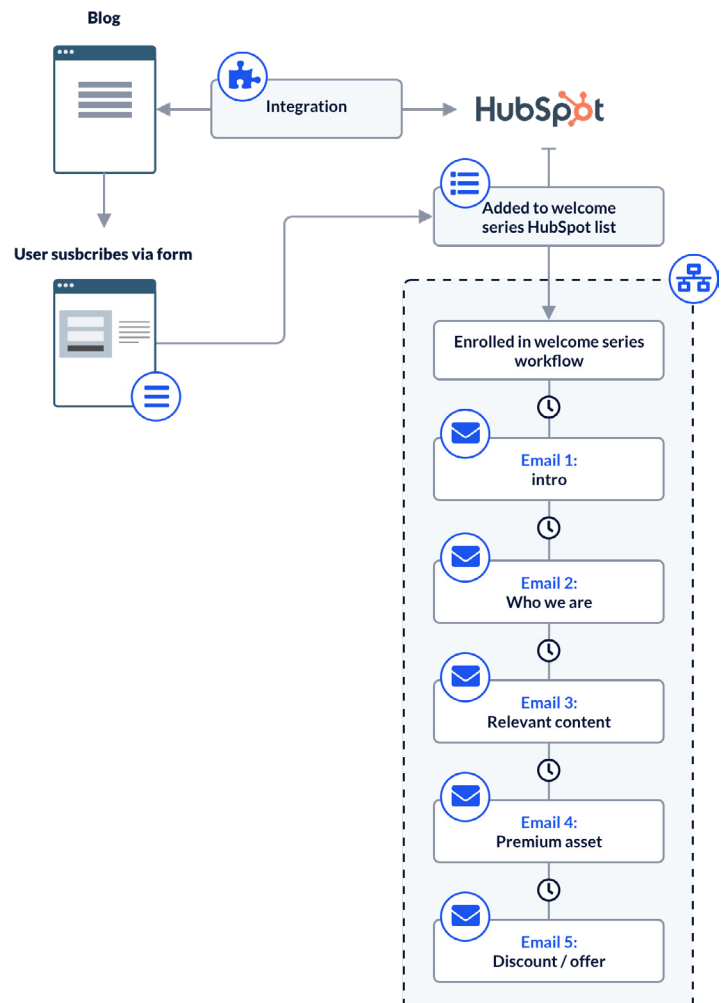 Blog
Integration
HubSpot
Added to welcome
series HubSpot list
User susbcribes via form
Enrolled in welcome series
workflow
Email 1:
intro
Email 2:
Who we are
Email 3:
Relevant content
Email 4:
Premium asset
Email 5:
Discount / offer